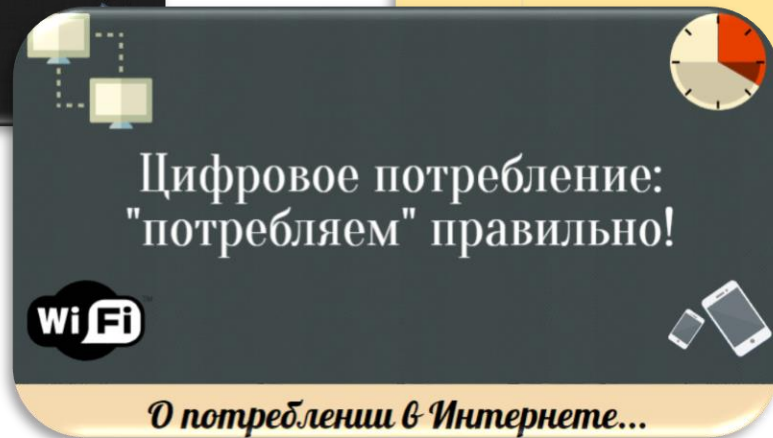 Цифровое потребление:
"потребляем" правильно!
Wi Fi
О потреблении в Интернете...